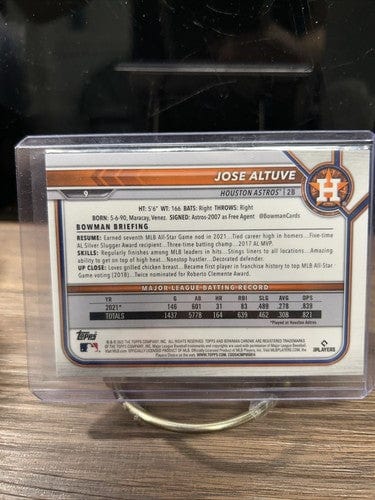 JOSE ALTUVE
9
HOUSTON ASTROS® | 2B
H
HT: 5'6" WT: 166 BATS: Right THROWS: Right
BORN: 5-6-90, Maracay, Venez. SIGNED: Astros-2007 as Free Agent @BowmanCards
BOWMAN BRIEFING
RESUME: Earned seventh MLB All-Star Game nod in 2021...Tied career high in homers...Five-time
AL Silver Slugger Award recipient...Three-time batting champ...2017 AL MVP.
SKILLS: Regularly finishes among MLB leaders in hits. Stings liners to all locations. Amazing
ability to get on top of high heat. Nonstop hustler...Decorated defender.
UP CLOSE: Loves grilled chicken breast...Became first player in franchise history to top MLB All-Star
Game voting (2018). Twice nominated for Roberto Clemente Award.
MAJOR-LEAGUE BATTING RECORD
YR G AB HR RBI SLG AVG OPS
2021* 146 601 31 83 .489 .278 .839
TOTALS 1437 5778 164 639 .462 .308 .821
*Played at Houston Astros
Topps
PLAYERS